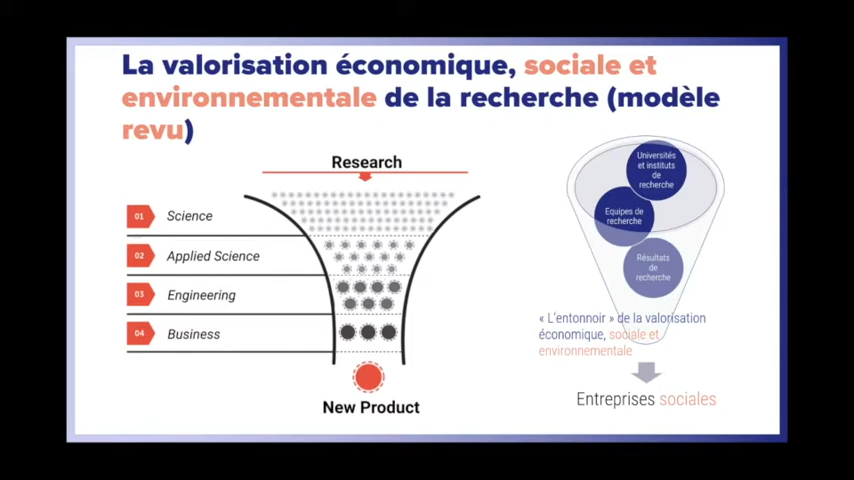 La valorisation économique, sociale et
environnementale de la recherche (modèle
revu)
Research
01 Science
02 Applied Science
03 Engineering
04 Business
New Product
Universités
et instituts
de
recherche
Equipes de
recherche
Résultats
de
recherche
« L'entonnoir » de la valorisation
économique, sociale et
environnementale
Entreprises sociales